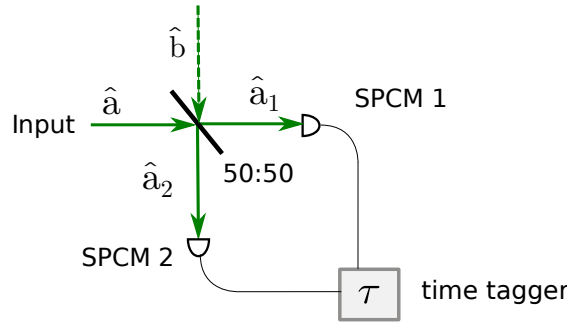 b̂
â
â₁
SPCM 1
Input
â₂
50:50
SPCM 2
τ
time tagger